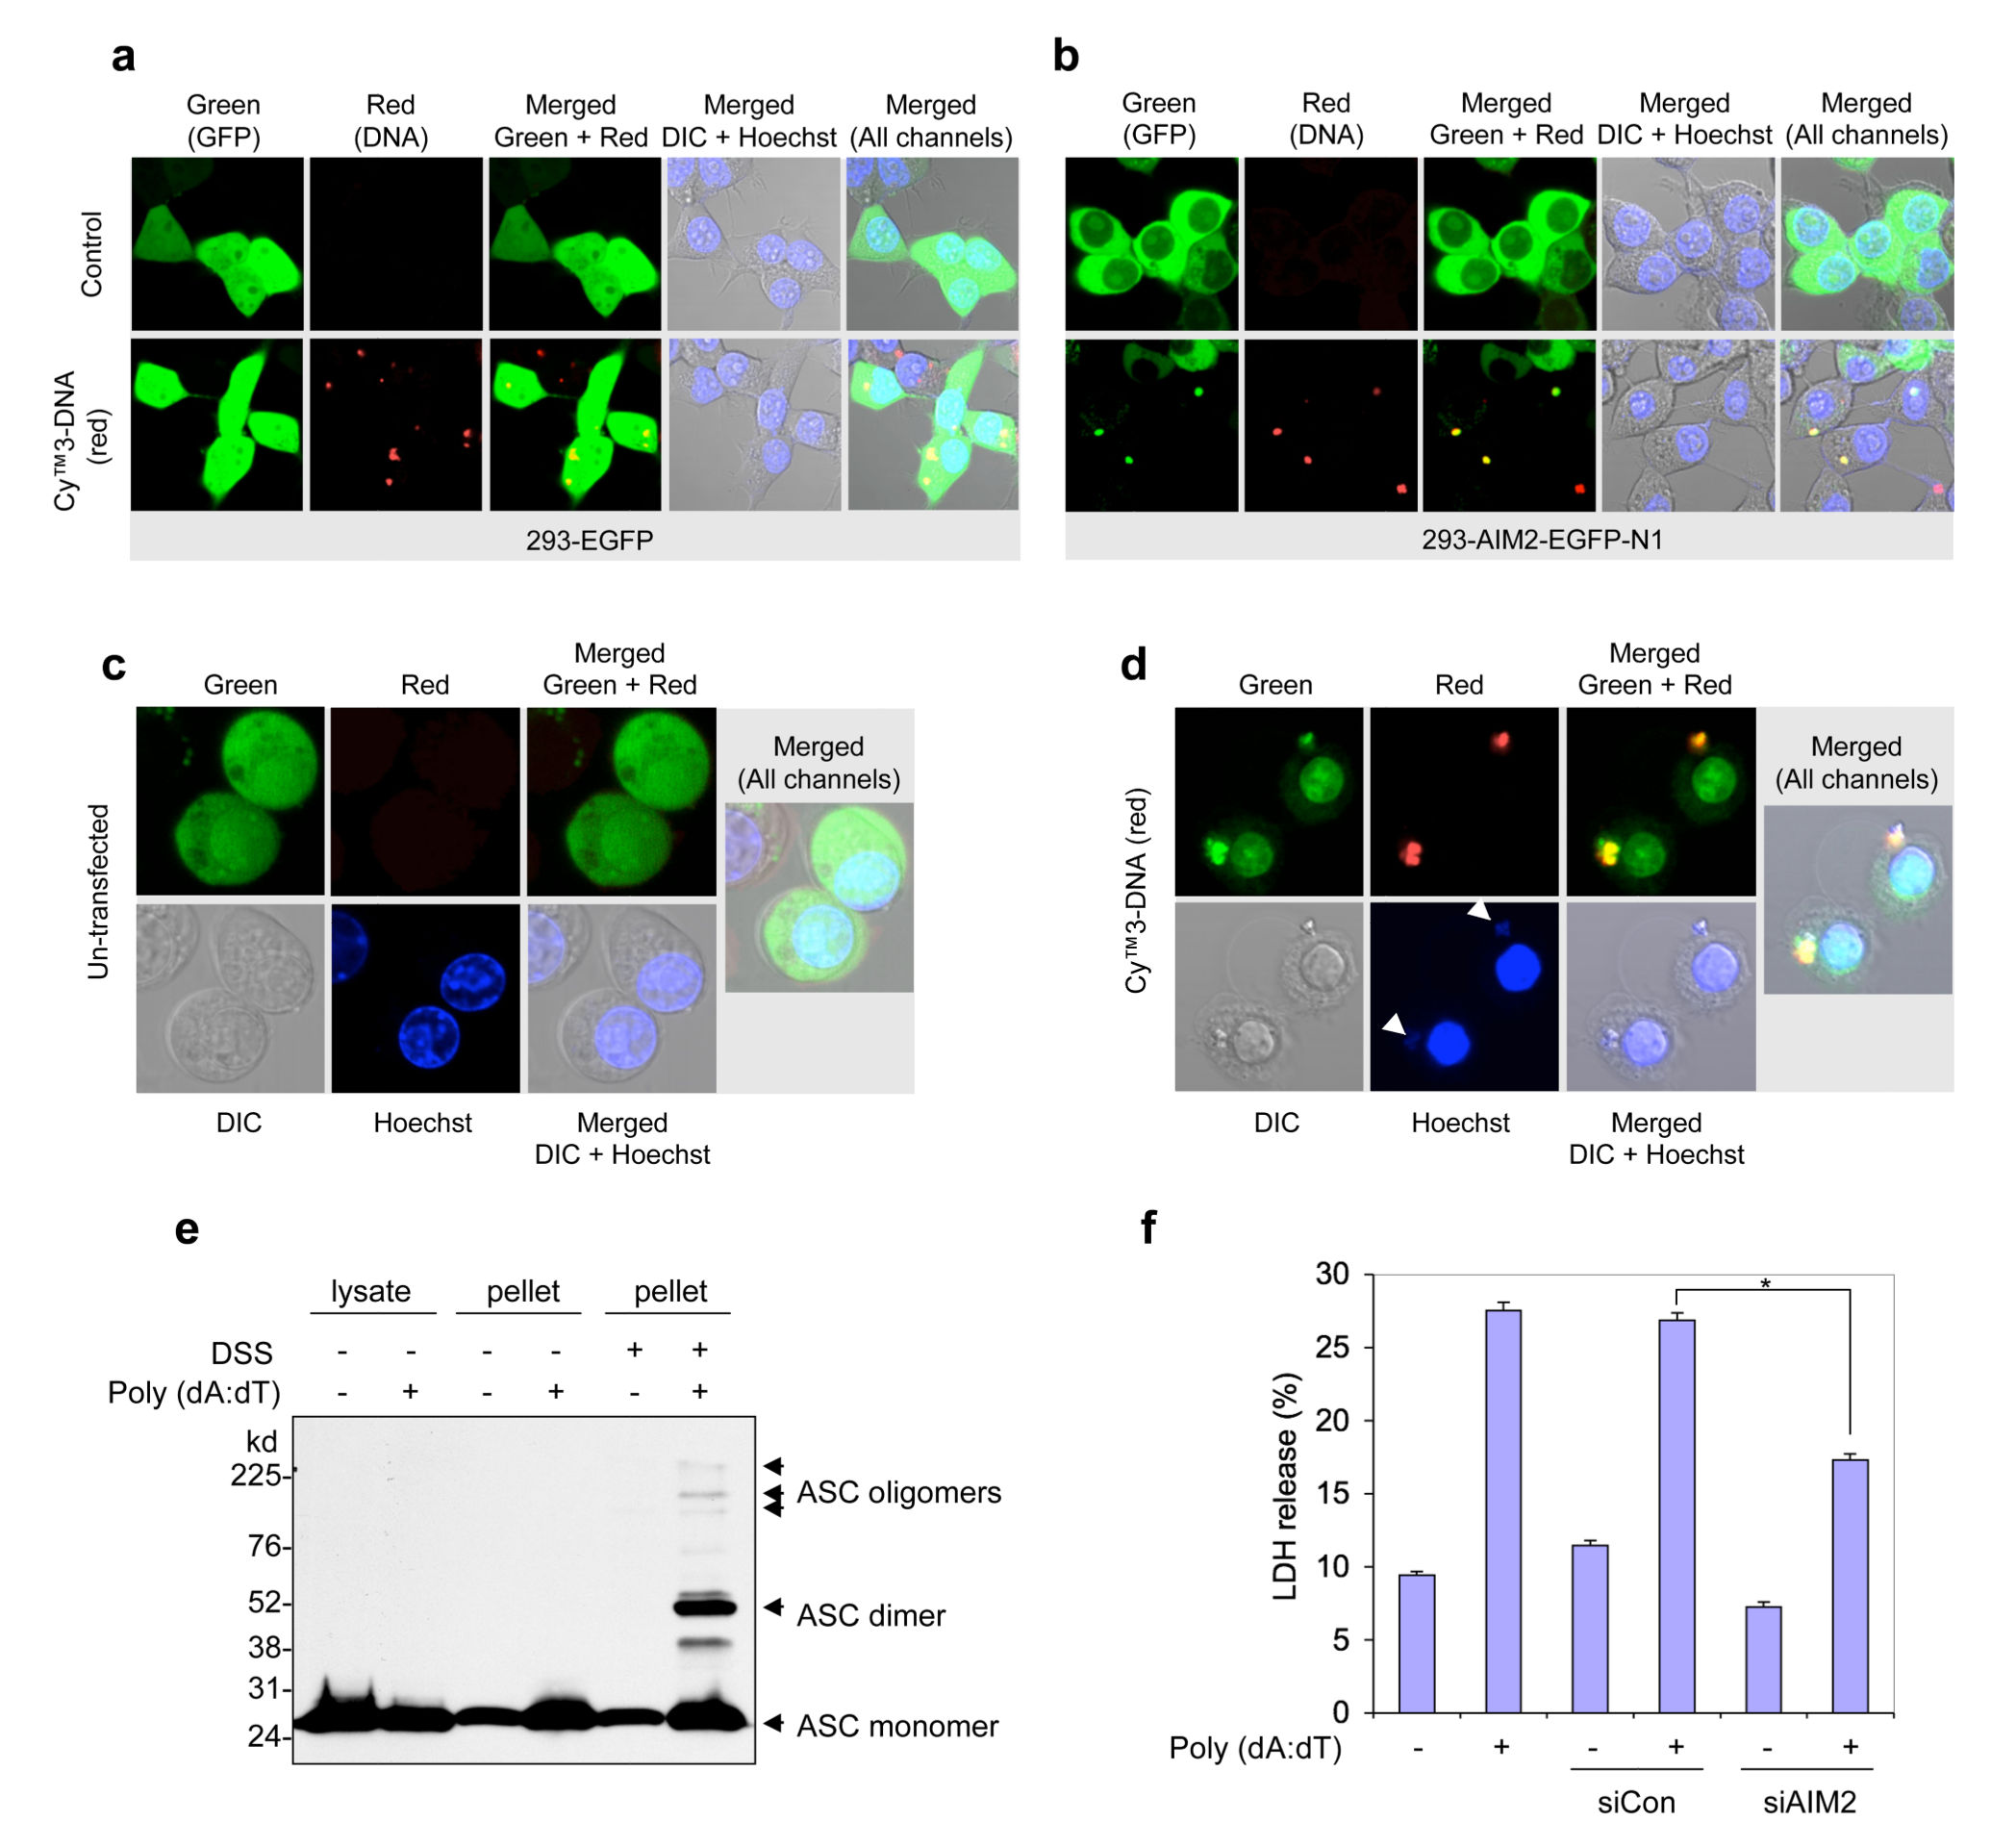 a
Green
(GFP)
Red
(DNA)
Merged
Green + Red
Merged
DIC + Hoechst
Merged
(All channels)
Control
Cy™3-DNA
(red)
293-EGFP
b
Green
(GFP)
Red
(DNA)
Merged
Green + Red
Merged
DIC + Hoechst
Merged
(All channels)
293-AIM2-EGFP-N1
c
Green
Red
Merged
Green + Red
Merged
(All channels)
Un-transfected
DIC
Hoechst
Merged
DIC + Hoechst
d
Green
Red
Merged
Green + Red
Merged
(All channels)
Cy™3-DNA (red)
DIC
Hoechst
Merged
DIC + Hoechst
e
lysate pellet pellet
DSS - - - - + +
Poly (dA:dT) - + - + - +
kd
225-
76-
52-
38-
31-
24-
ASC oligomers
ASC dimer
ASC monomer
f
LDH release (%)
30
25
20
15
10
5
0
*
Poly (dA:dT) - + - + - +
siCon siAIM2